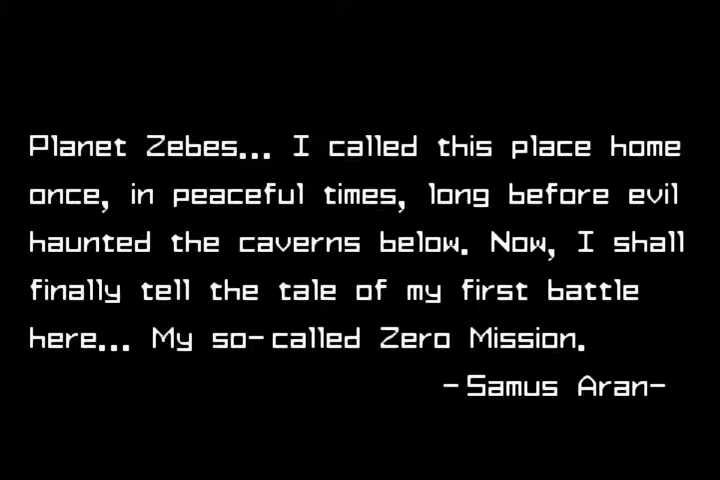 Planet Zebes... I called this place home
once, in peaceful times, long before evil
haunted the caverns below. Now, I shall
finally tell the tale of my first battle
here... My so-called Zero Mission.
-Samus Aran-